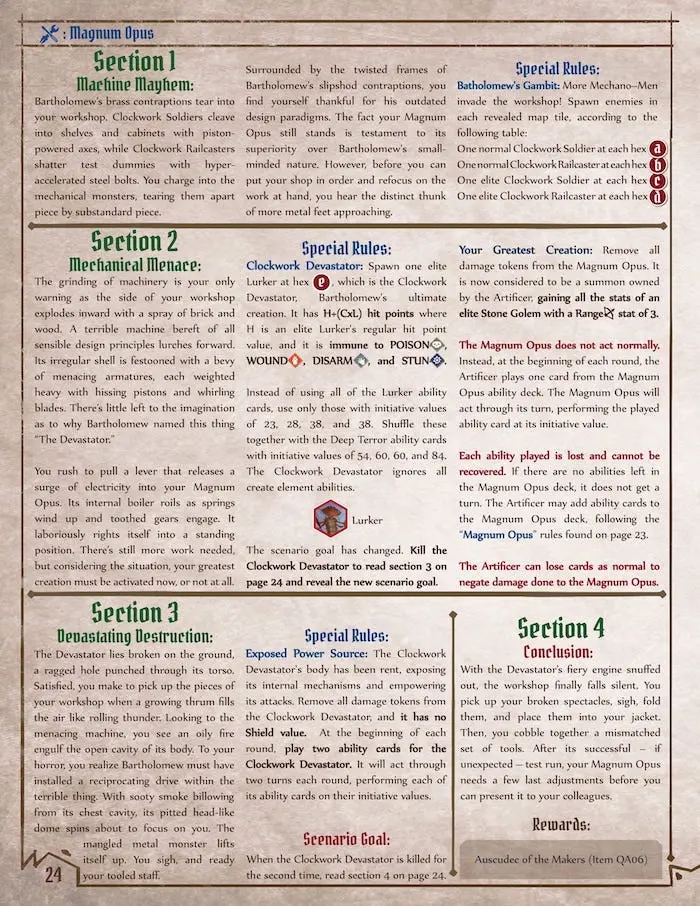 : Magnum Opus
Section 1
Machine Mayhem:
Bartholomew's brass contraptions tear into
your workshop. Clockwork Soldiers cleave
into shelves and cabinets with piston-
powered axes, while Clockwork Railcasters
shatter test dummies with hyper-
accelerated steel bolts. You charge into the
mechanical monsters, tearing them apart
piece by substandard piece.
Surrounded by the twisted frames of
Bartholomew's slipshod contraptions, you
find yourself thankful for his outdated
design paradigms. The fact your Magnum
Opus still stands is testament to its
superiority over Bartholomew's small-
minded nature. However, before you can
put your shop in order and refocus on the
work at hand, you hear the distinct thunk
of more metal feet approaching.
Special Rules:
Batholomew's Gambit: More Mechano-Men
invade the workshop! Spawn enemies in
each revealed map tile, according to the
following table:
One normal Clockwork Soldier at each hex a
One normal Clockwork Railcaster at each hex b
One elite Clockwork Soldier at each hex c
One elite Clockwork Railcaster at each hex d
Section 2
Mechanical Menace:
The grinding of machinery is your only
warning as the side of your workshop
explodes inward with a spray of brick and
wood. A terrible machine bereft of all
sensible design principles lurches forward.
Its irregular shell is festooned with a bevy
of menacing armatures, each weighted
heavy with hissing pistons and whirling
blades. There's little left to the imagination
as to why Bartholomew named this thing
"The Devastator."
You rush to pull a lever that releases a
surge of electricity into your Magnum
Opus. Its internal boiler roils as springs
wind up and toothed gears engage. It
laboriously rights itself into a standing
position. There's still more work needed,
but considering the situation, your greatest
creation must be activated now, or not at all.
Special Rules:
Clockwork Devastator: Spawn one elite
Lurker at hex e, which is the Clockwork
Devastator, Bartholomew's ultimate
creation. It has H+(CxL) hit points where
H is an elite Lurker's regular hit point
value, and it is immune to POISON,
WOUND, DISARM, and STUN.
Instead of using all of the Lurker ability
cards, use only those with initiative values
of 23, 28, 38, and 38. Shuffle these
together with the Deep Terror ability cards
with initiative values of 54, 60, 60, and 84.
The Clockwork Devastator ignores all
create element abilities.
Lurker
The scenario goal has changed. Kill the
Clockwork Devastator to read section 3 on
page 24 and reveal the new scenario goal.
Your Greatest Creation: Remove all
damage tokens from the Magnum Opus. It
is now considered to be a summon owned
by the Artificer, gaining all the stats of an
elite Stone Golem with a Range stat of 3.
The Magnum Opus does not act normally.
Instead, at the beginning of each round, the
Artificer plays one card from the Magnum
Opus ability deck. The Magnum Opus will
act through its turn, performing the played
ability card at its initiative value.
Each ability played is lost and cannot be
recovered. If there are no abilities left in
the Magnum Opus deck, it does not get a
turn. The Artificer may add ability cards to
the Magnum Opus deck, following the
"Magnum Opus" rules found on page 23.
The Artificer can lose cards as normal to
negate damage done to the Magnum Opus.
Section 3
Devastating Destruction:
The Devastator lies broken on the ground,
a ragged hole punched through its torso.
Satisfied, you make to pick up the pieces of
your workshop when a growing thrum fills
the air like rolling thunder. Looking to the
menacing machine, you see an oily fire
engulf the open cavity of its body. To your
horror, you realize Bartholomew must have
installed a reciprocating drive within the
terrible thing. With sooty smoke billowing
from its chest cavity, its pitted head-like
dome spins about to focus on you. The
mangled metal monster lifts
itself up. You sigh, and ready
your tooled staff.
Special Rules:
Exposed Power Source: The Clockwork
Devastator's body has been rent, exposing
its internal mechanisms and empowering
its attacks. Remove all damage tokens from
the Clockwork Devastator, and it has no
Shield value. At the beginning of each
round, play two ability cards for the
Clockwork Devastator. It will act through
two turns each round, performing each of
its ability cards on their initiative values.
Scenario Goal:
When the Clockwork Devastator is killed for
the second time, read section 4 on page 24.
Section 4
Conclusion:
With the Devastator's fiery engine snuffed
out, the workshop finally falls silent. You
pick up your broken spectacles, sigh, fold
them, and place them into your jacket.
Then, you cobble together a mismatched
set of tools. After its successful – if
unexpected – test run, your Magnum Opus
needs a few last adjustments before you
can present it to your colleagues.
Rewards:
Auscudec of the Makers (Item QA06)
24